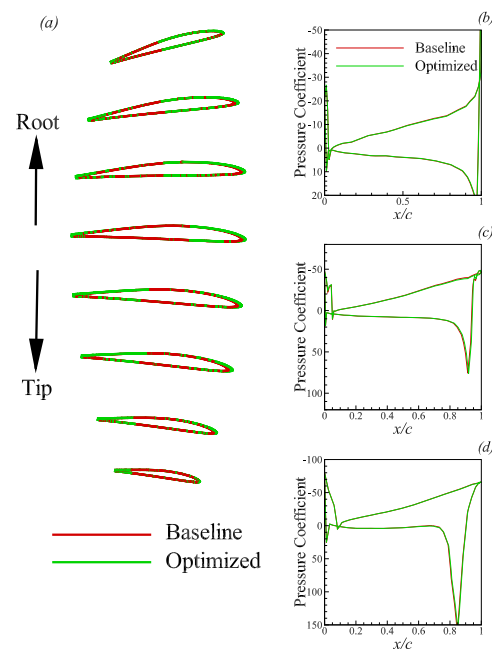 (a)
Root
Tip
Baseline
Optimized
(b)
-50
-40
-30
-20
-10
0
10
20
Pressure Coefficient
Baseline
Optimized
0
0.5
1
x/c
(c)
-50
0
50
100
Pressure Coefficient
0
0.2
0.4
0.6
0.8
1
x/c
(d)
-100
-50
0
50
100
150
Pressure Coefficient
0
0.2
0.4
0.6
0.8
1
x/c